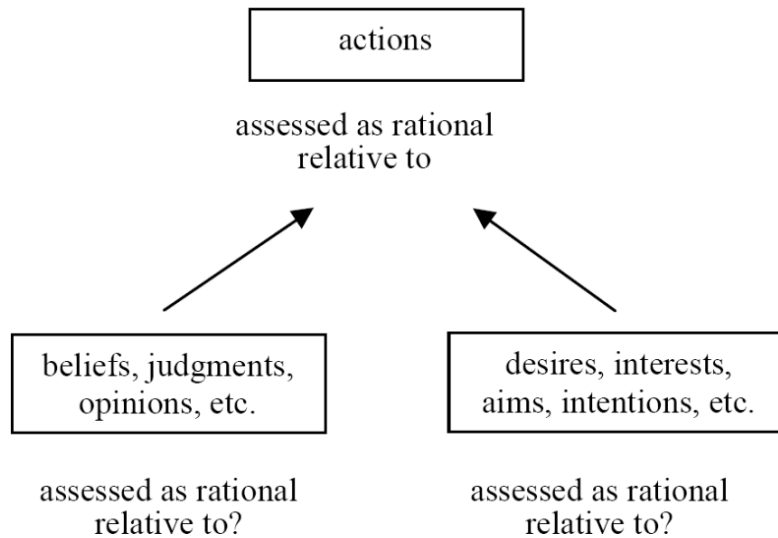 actions
assessed as rational
relative to
beliefs, judgments,
opinions, etc.
desires, interests,
aims, intentions, etc.
assessed as rational
relative to?
assessed as rational
relative to?